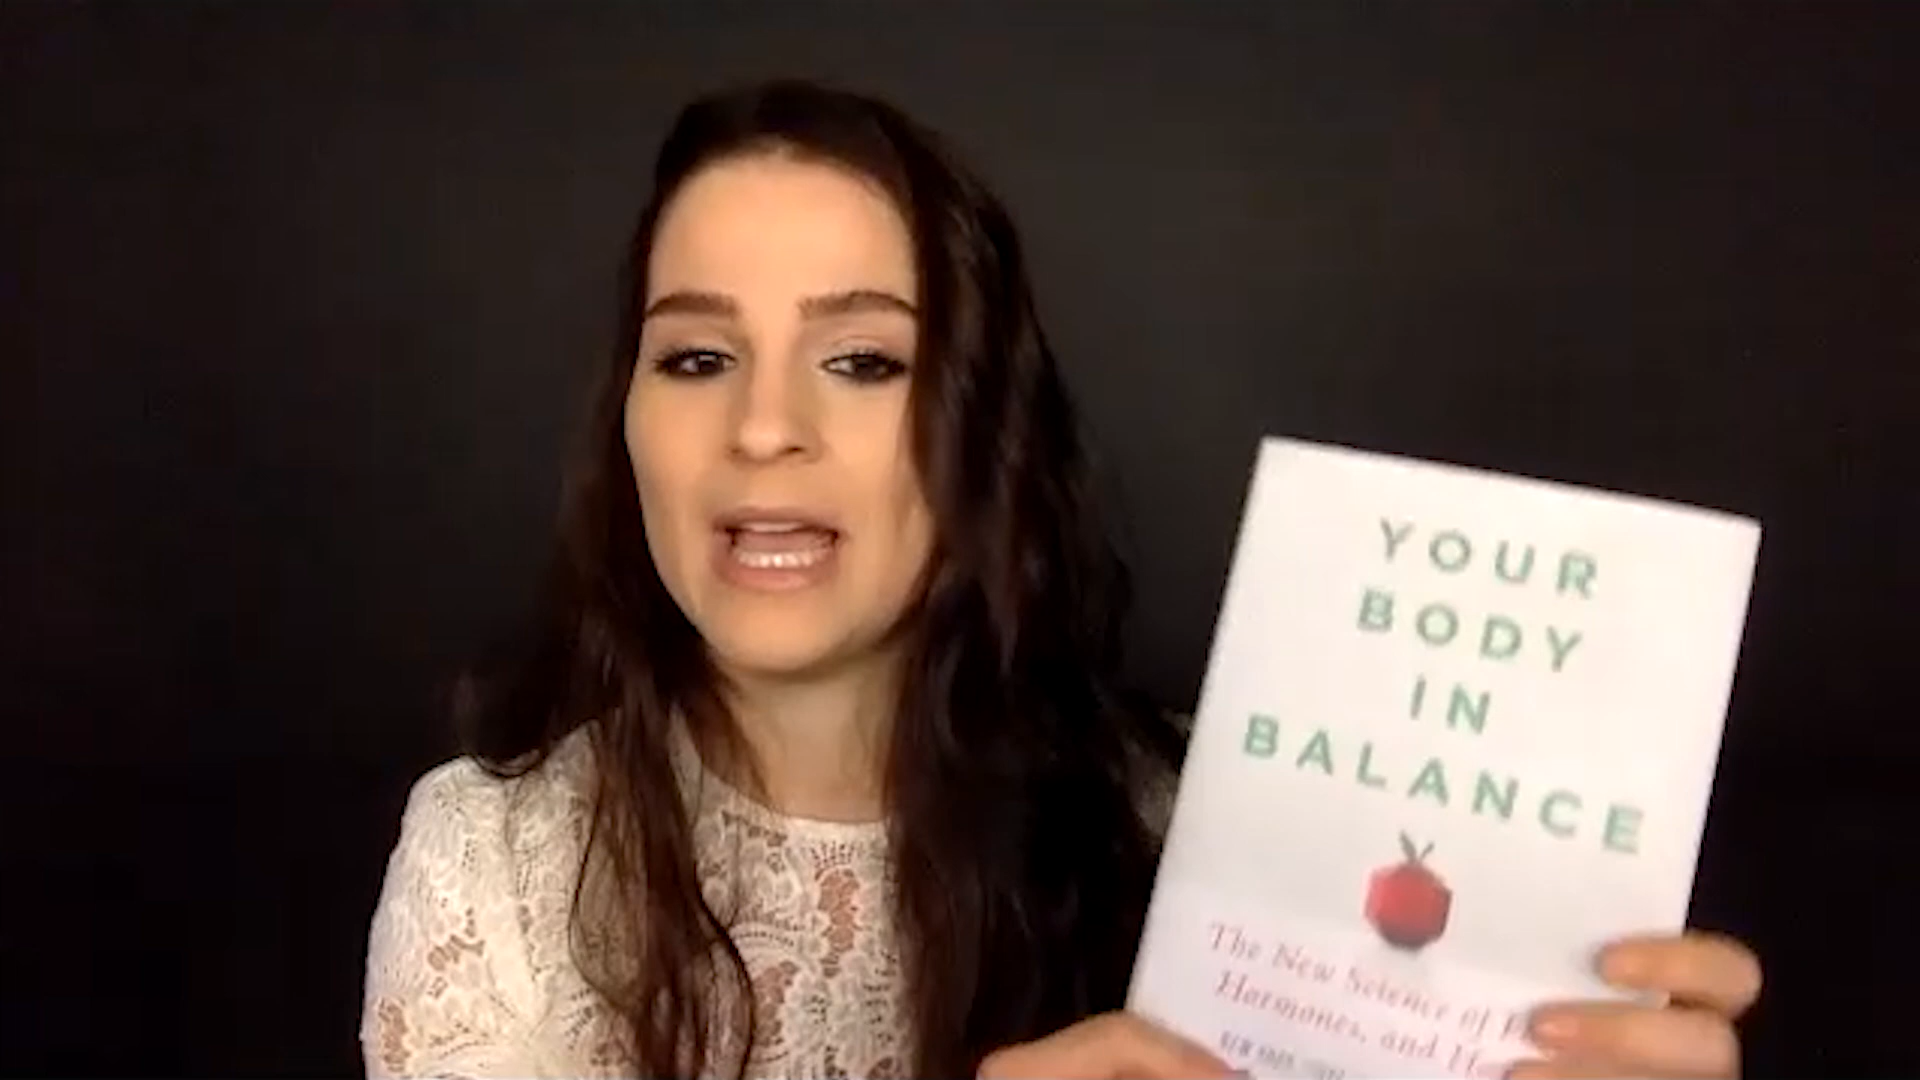 YOUR
BODY
IN
BALANCE
The New Science of
Hormones, and